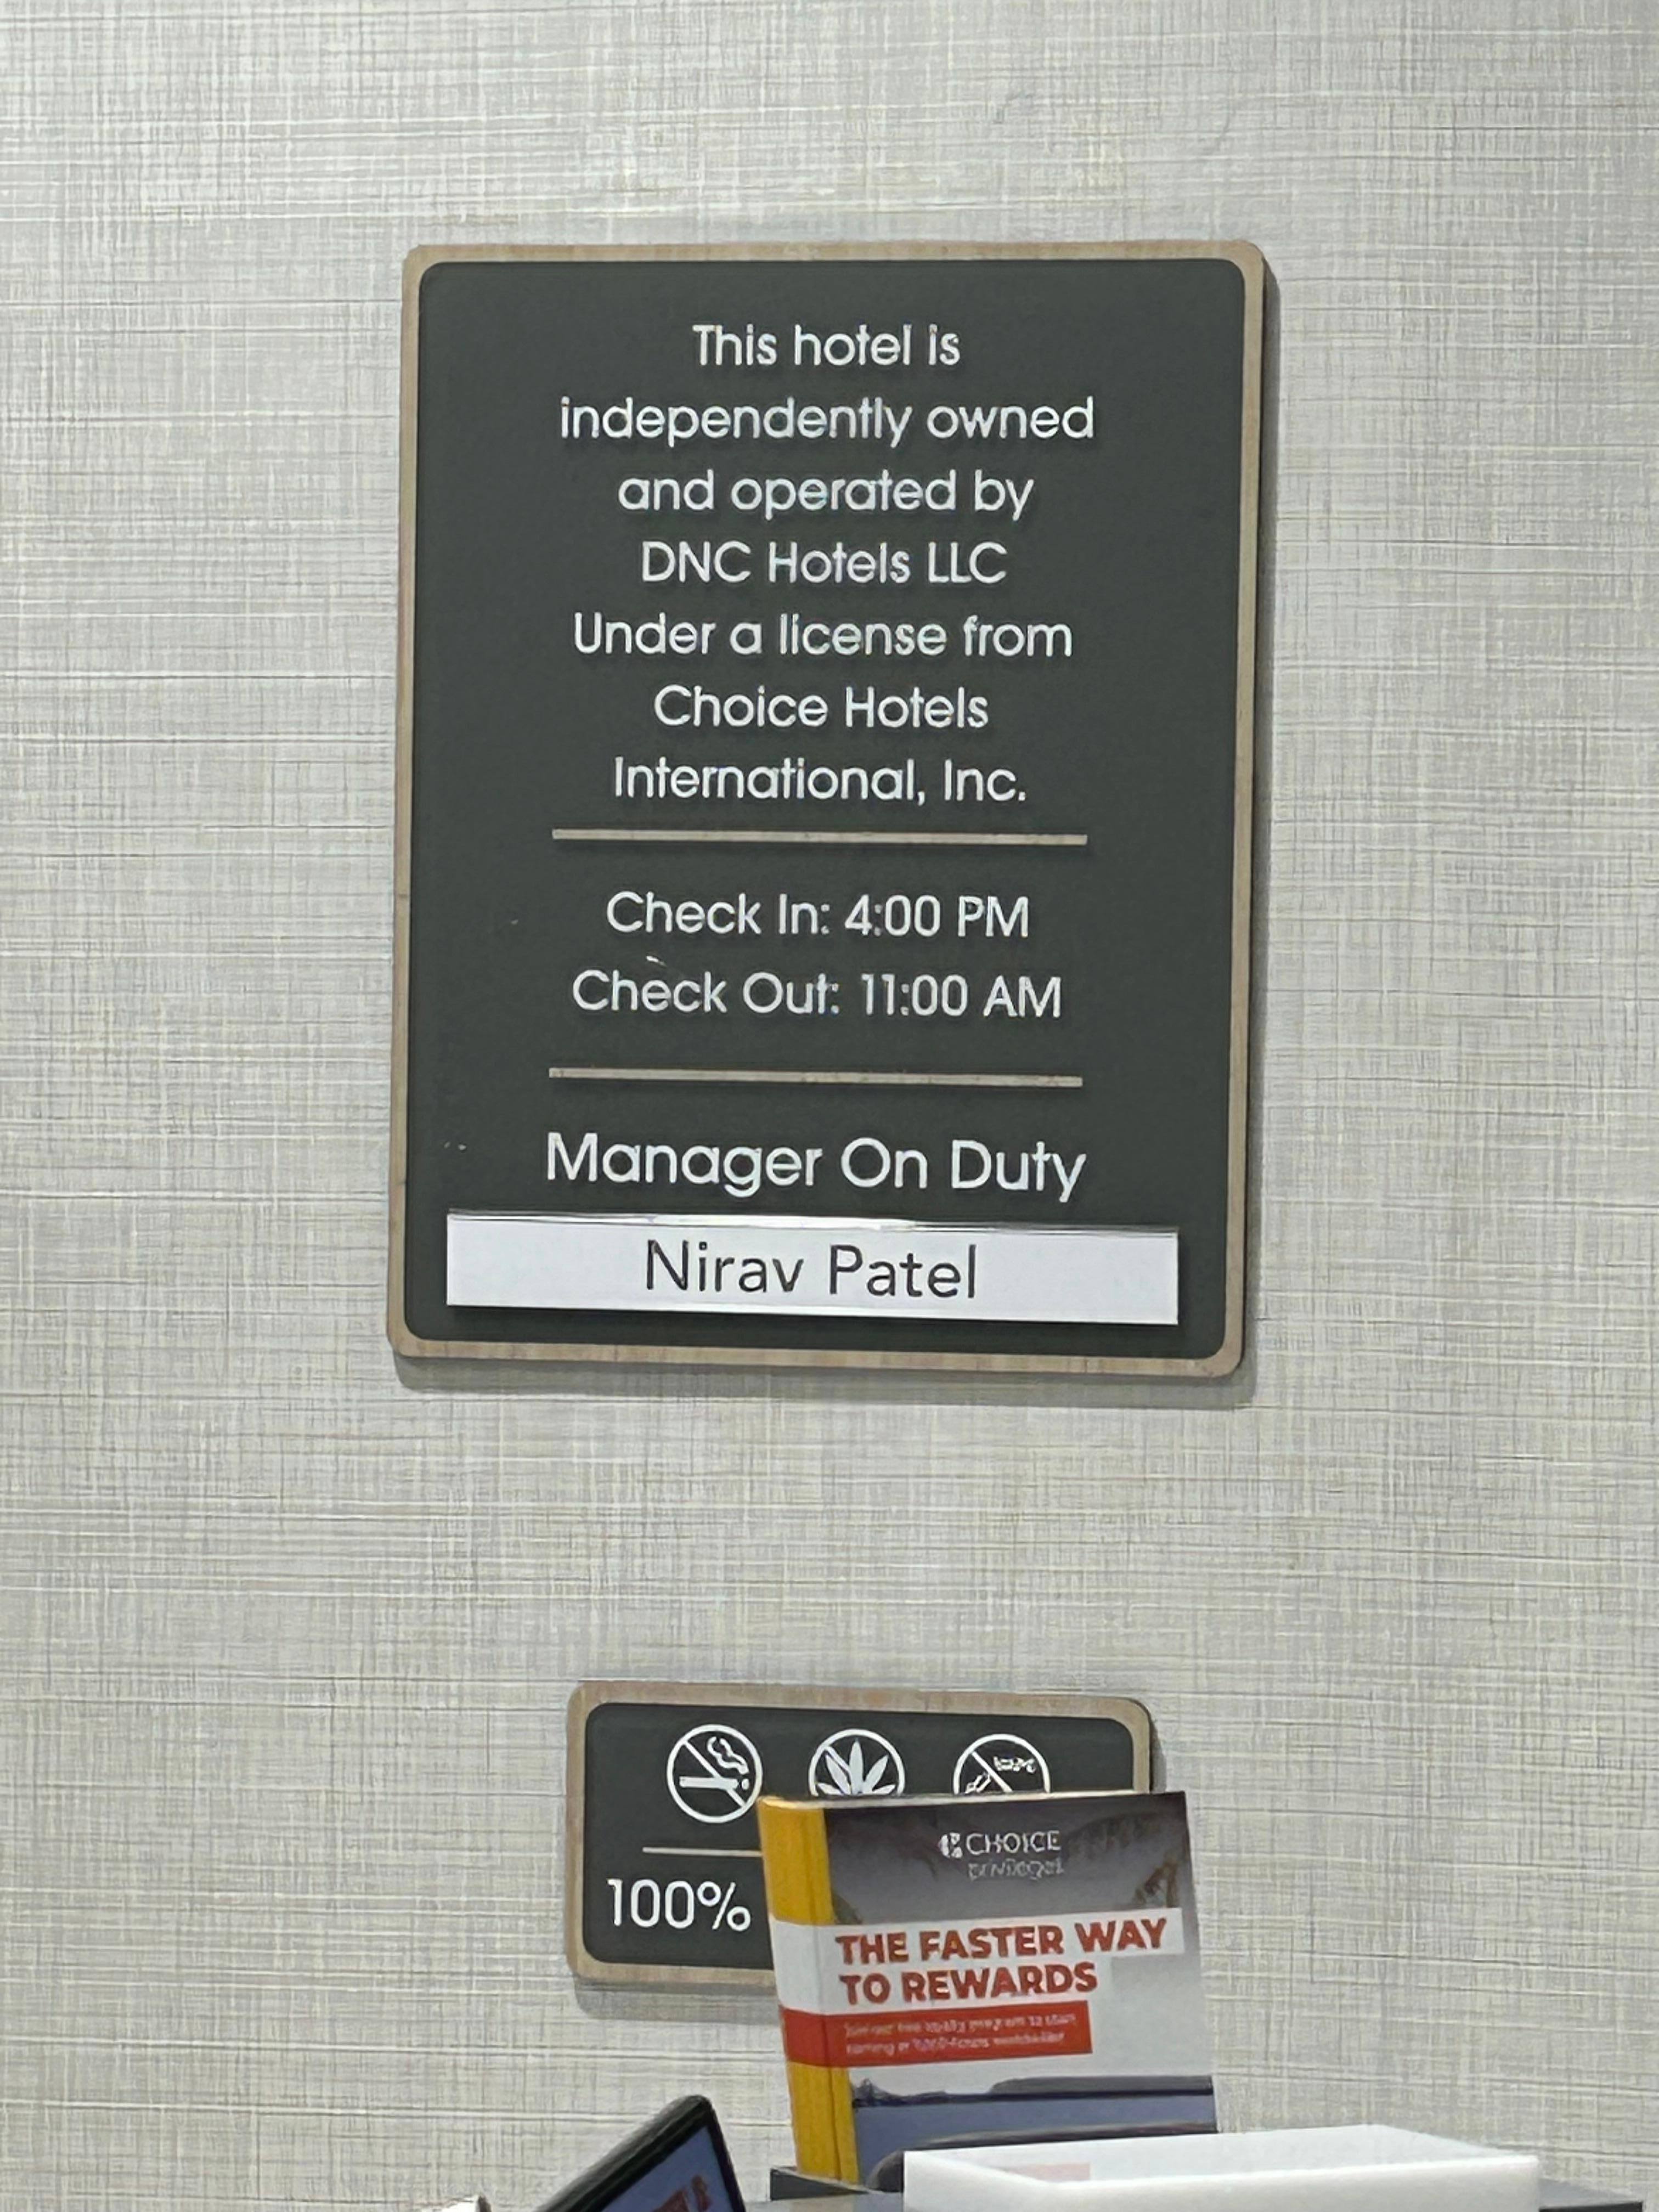 This hotel is
independently owned
and operated by
DNC Hotels LLC
Under a license from
Choice Hotels
International, Inc.
Check In: 4:00 PM
Check Out: 11:00 AM
Manager On Duty
Nirav Patel
100%
CHOICE
privileges
THE FASTER WAY
TO REWARDS